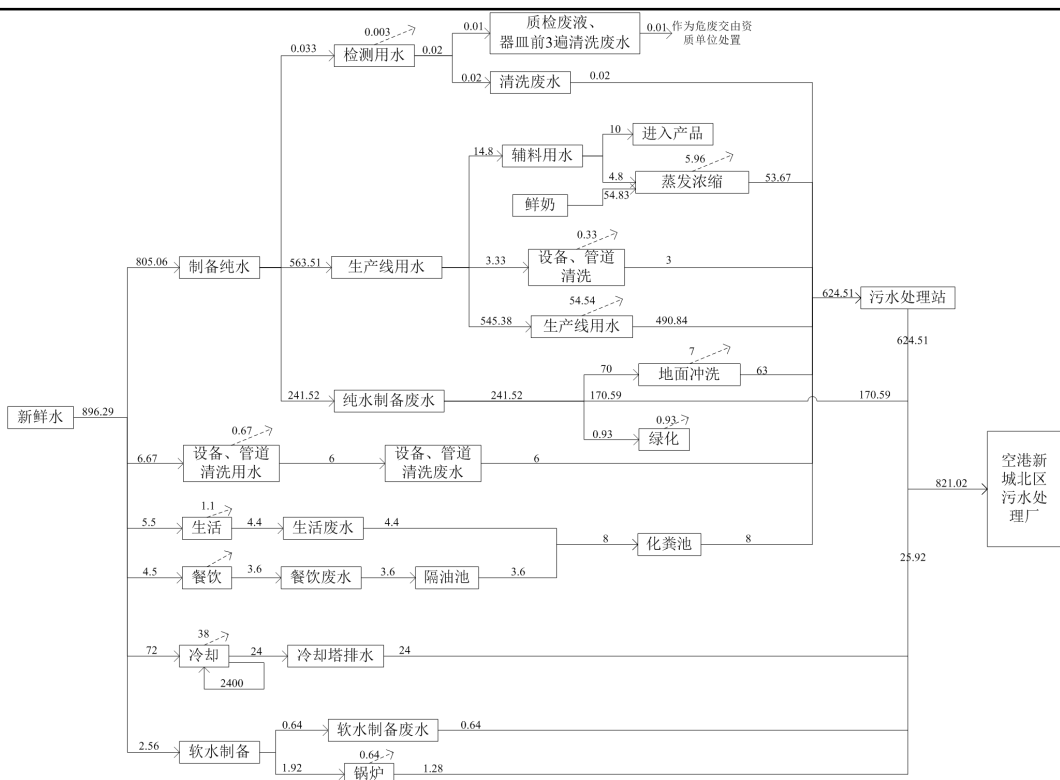 0.003
0.033
检测用水
0.02
0.01
质检废液、
器皿前3遍清洗废水
0.01
作为危废交由资
质单位处置
0.02
清洗废水
0.02
14.8
辅料用水
10
进入产品
4.8
5.96
蒸发浓缩
53.67
鲜奶
54.83
805.06
制备纯水
563.51
生产线用水
3.33
0.33
设备、管道
清洗
3
545.38
54.54
生产线用水
490.84
624.51
污水处理站
624.51
241.52
纯水制备废水
241.52
70
7
地面冲洗
63
170.59
170.59
0.93
0.93
绿化
新鲜水
896.29
6.67
0.67
设备、管道
清洗用水
6
设备、管道
清洗废水
6
821.02
空港新
城北区
污水处
理厂
5.5
1.1
生活
4.4
生活废水
4.4
8
化粪池
8
25.92
4.5
餐饮
3.6
餐饮废水
3.6
隔油池
3.6
72
38
冷却
24
冷却塔排水
24
2400
2.56
软水制备
0.64
软水制备废水
0.64
1.92
0.64
锅炉
1.28